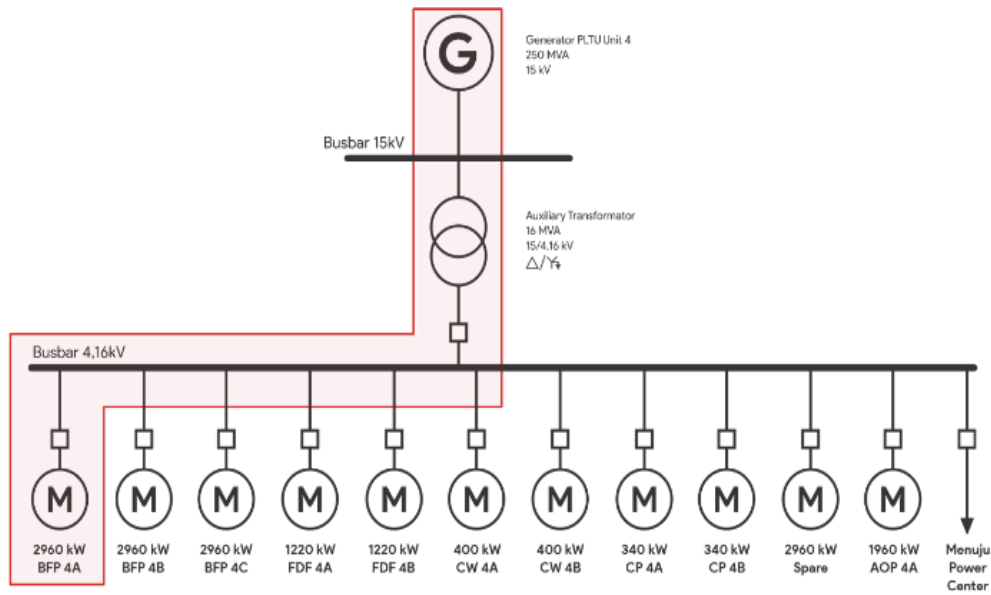 G
Generator PLTU Unit 4
250 MVA
15 kV
Busbar 15kV
Auxiliary Transformator
16 MVA
15/4.16 kV
Δ/Y
Busbar 4,16kV
M M M M M M M M M M M
2960 kW
BFP 4A
2960 kW
BFP 4B
2960 kW
BFP 4C
1220 kW
FDF 4A
1220 kW
FDF 4B
400 kW
CW 4A
400 kW
CW 4B
340 kW
CP 4A
340 kW
CP 4B
2960 kW
Spare
1960 kW
AOP 4A
Menuju
Power
Center